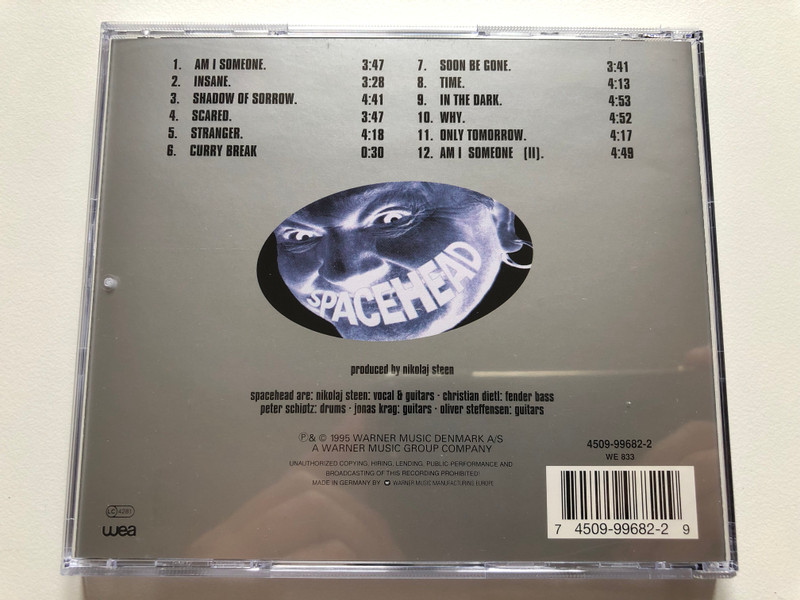 1. AM I SOMEONE. 3:47
2. INSANE. 3:28
3. SHADOW OF SORROW. 4:41
4. SCARED. 3:47
5. STRANGER. 4:18
6. CURRY BREAK 0:30
7. SOON BE GONE. 3:41
8. TIME. 4:13
9. IN THE DARK. 4:53
10. WHY. 4:52
11. ONLY TOMORROW. 4:17
12. AM I SOMEONE (II). 4:49
SPACEHEAD
produced by nikolaj steen
spacehead are: nikolaj steen: vocal & guitars · christian dietl: fender bass
peter schiøtz: drums · jonas krag: guitars · oliver steffensen: guitars
℗ & © 1995 WARNER MUSIC DENMARK A/S
A WARNER MUSIC GROUP COMPANY
UNAUTHORIZED COPYING, HIRING, LENDING, PUBLIC-PERFORMANCE AND
BROADCASTING OF THIS RECORDING PROHIBITED!
MADE IN GERMANY BY WARNER MUSIC MANUFACTURING EUROPE
4509-99682-2
WE 833
7 4509-99682-2 9
LC 4281
wea